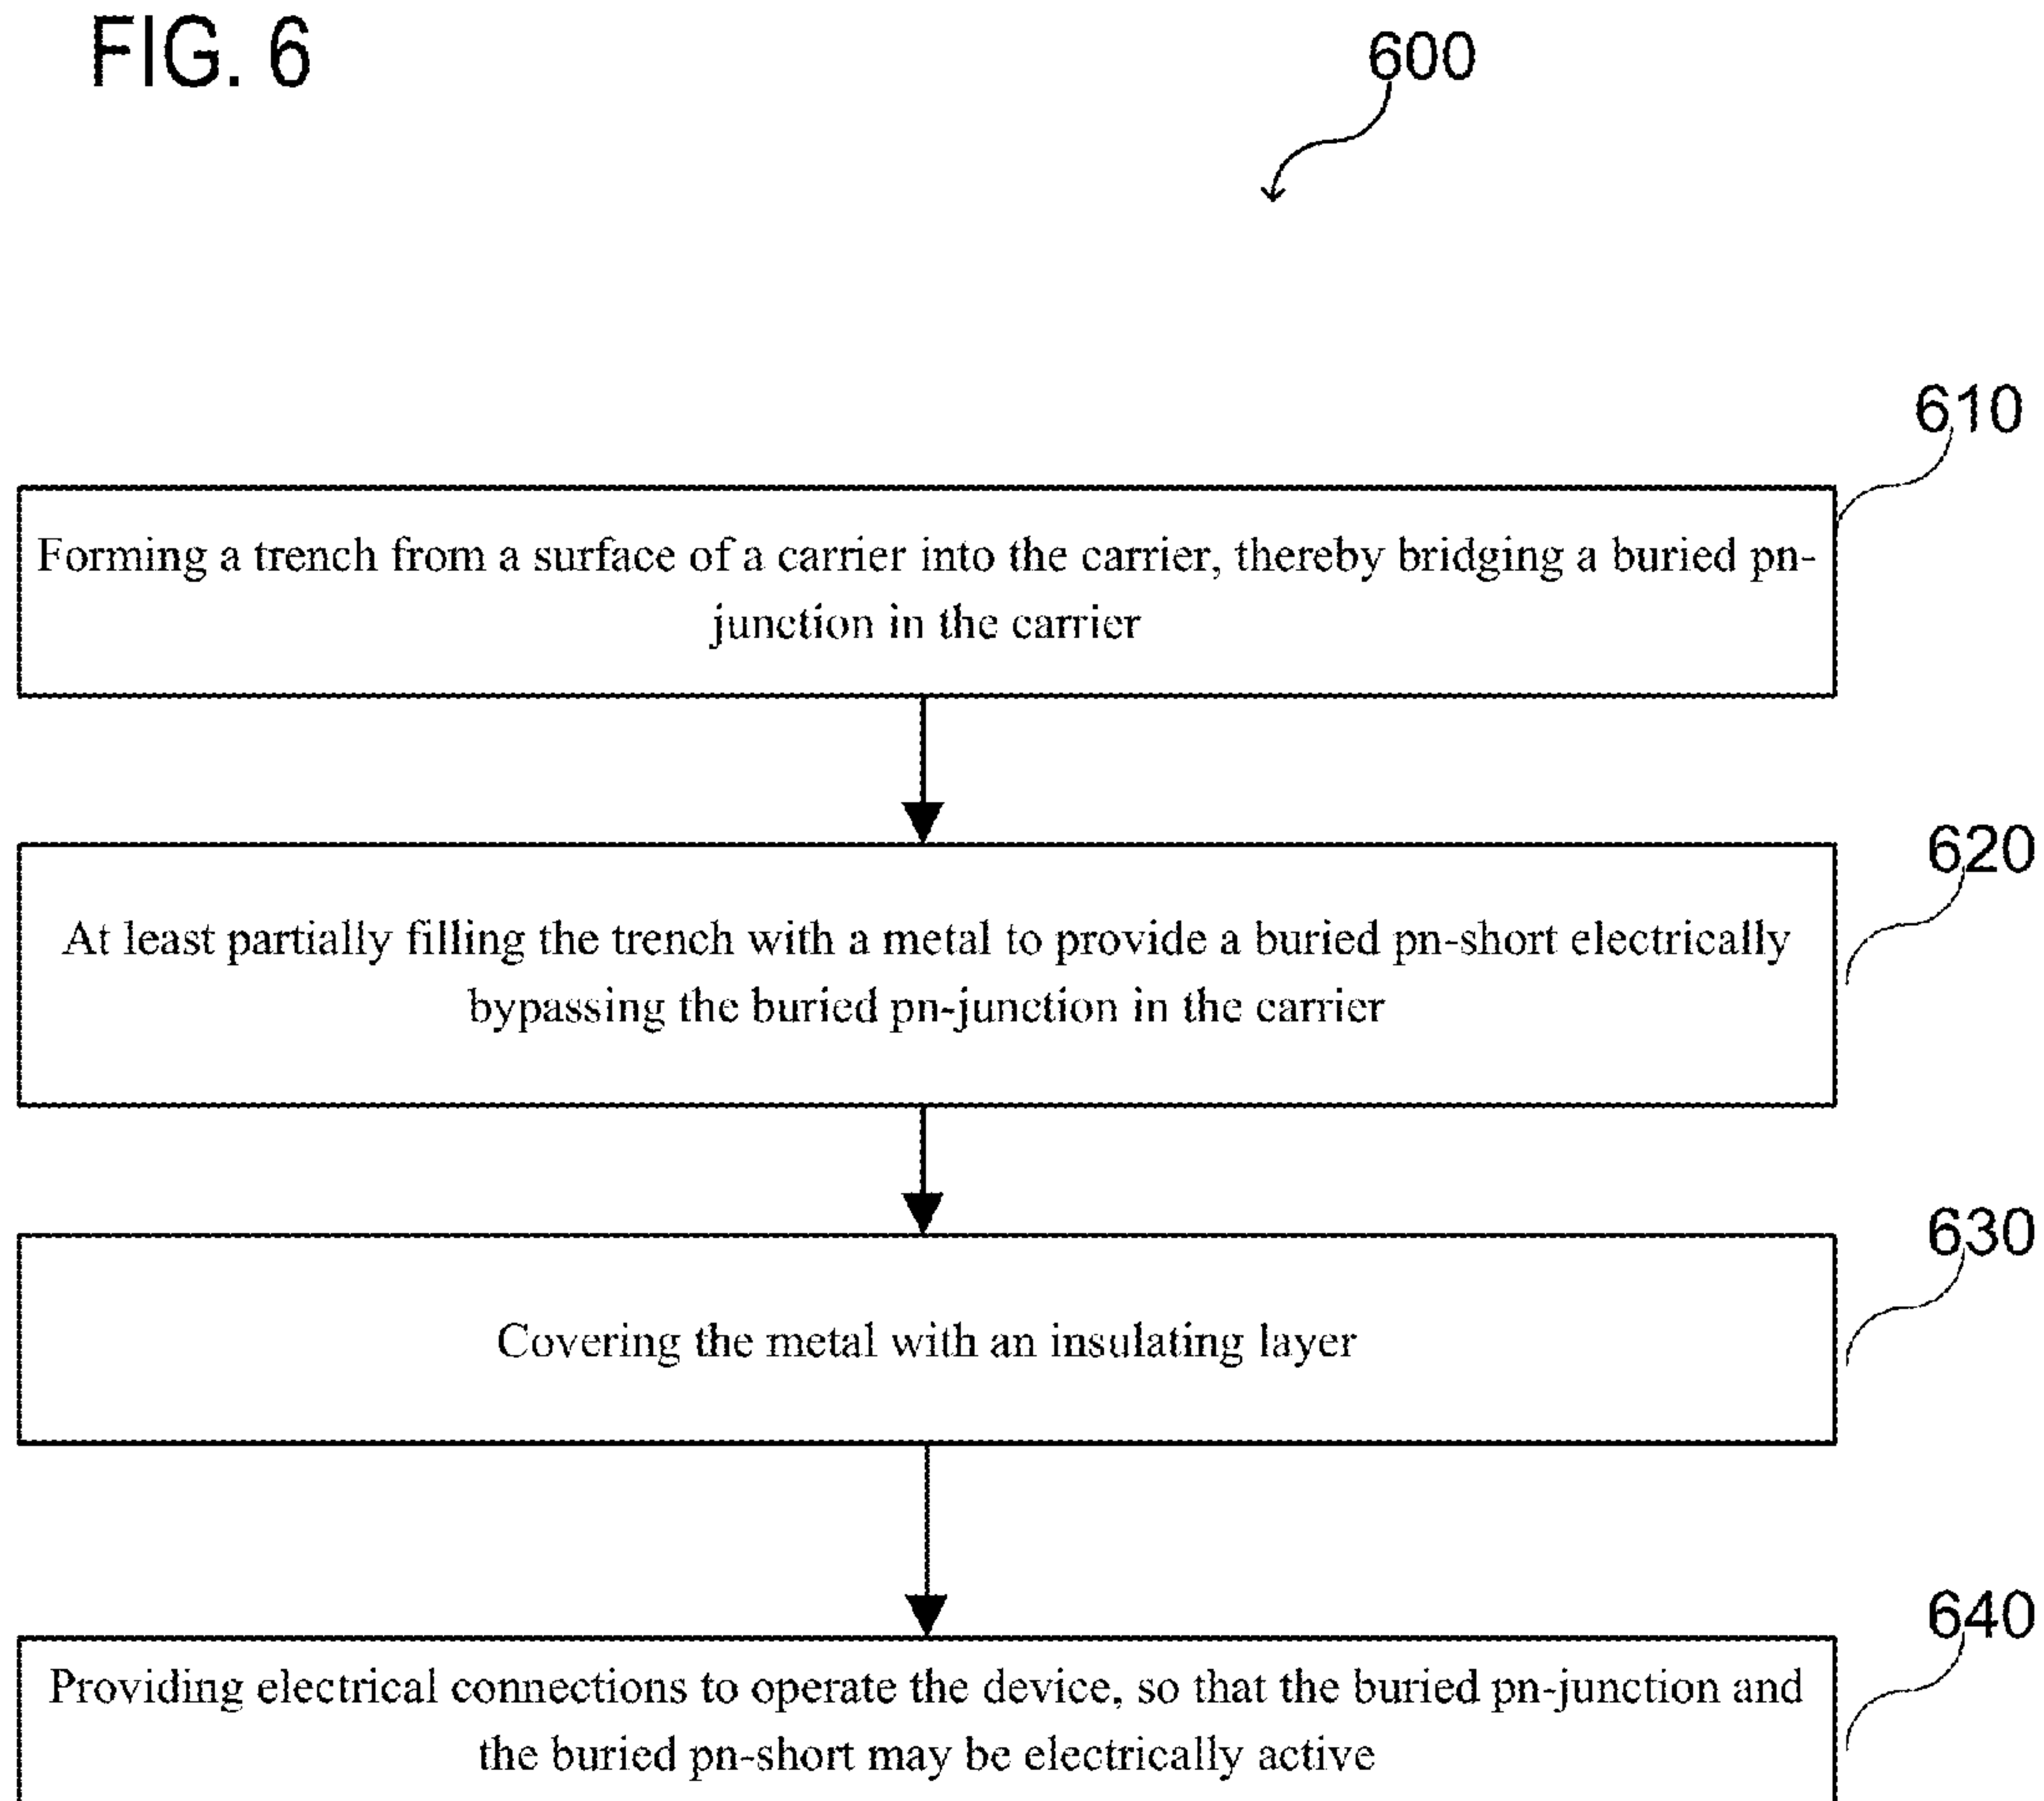 FIG. 6
600
610
Forming a trench from a surface of a carrier into the carrier, thereby bridging a buried pn-
junction in the carrier
620
At least partially filling the trench with a metal to provide a buried pn-short electrically
bypassing the buried pn-junction in the carrier
630
Covering the metal with an insulating layer
640
Providing electrical connections to operate the device, so that the buried pn-junction and
the buried pn-short may be electrically active